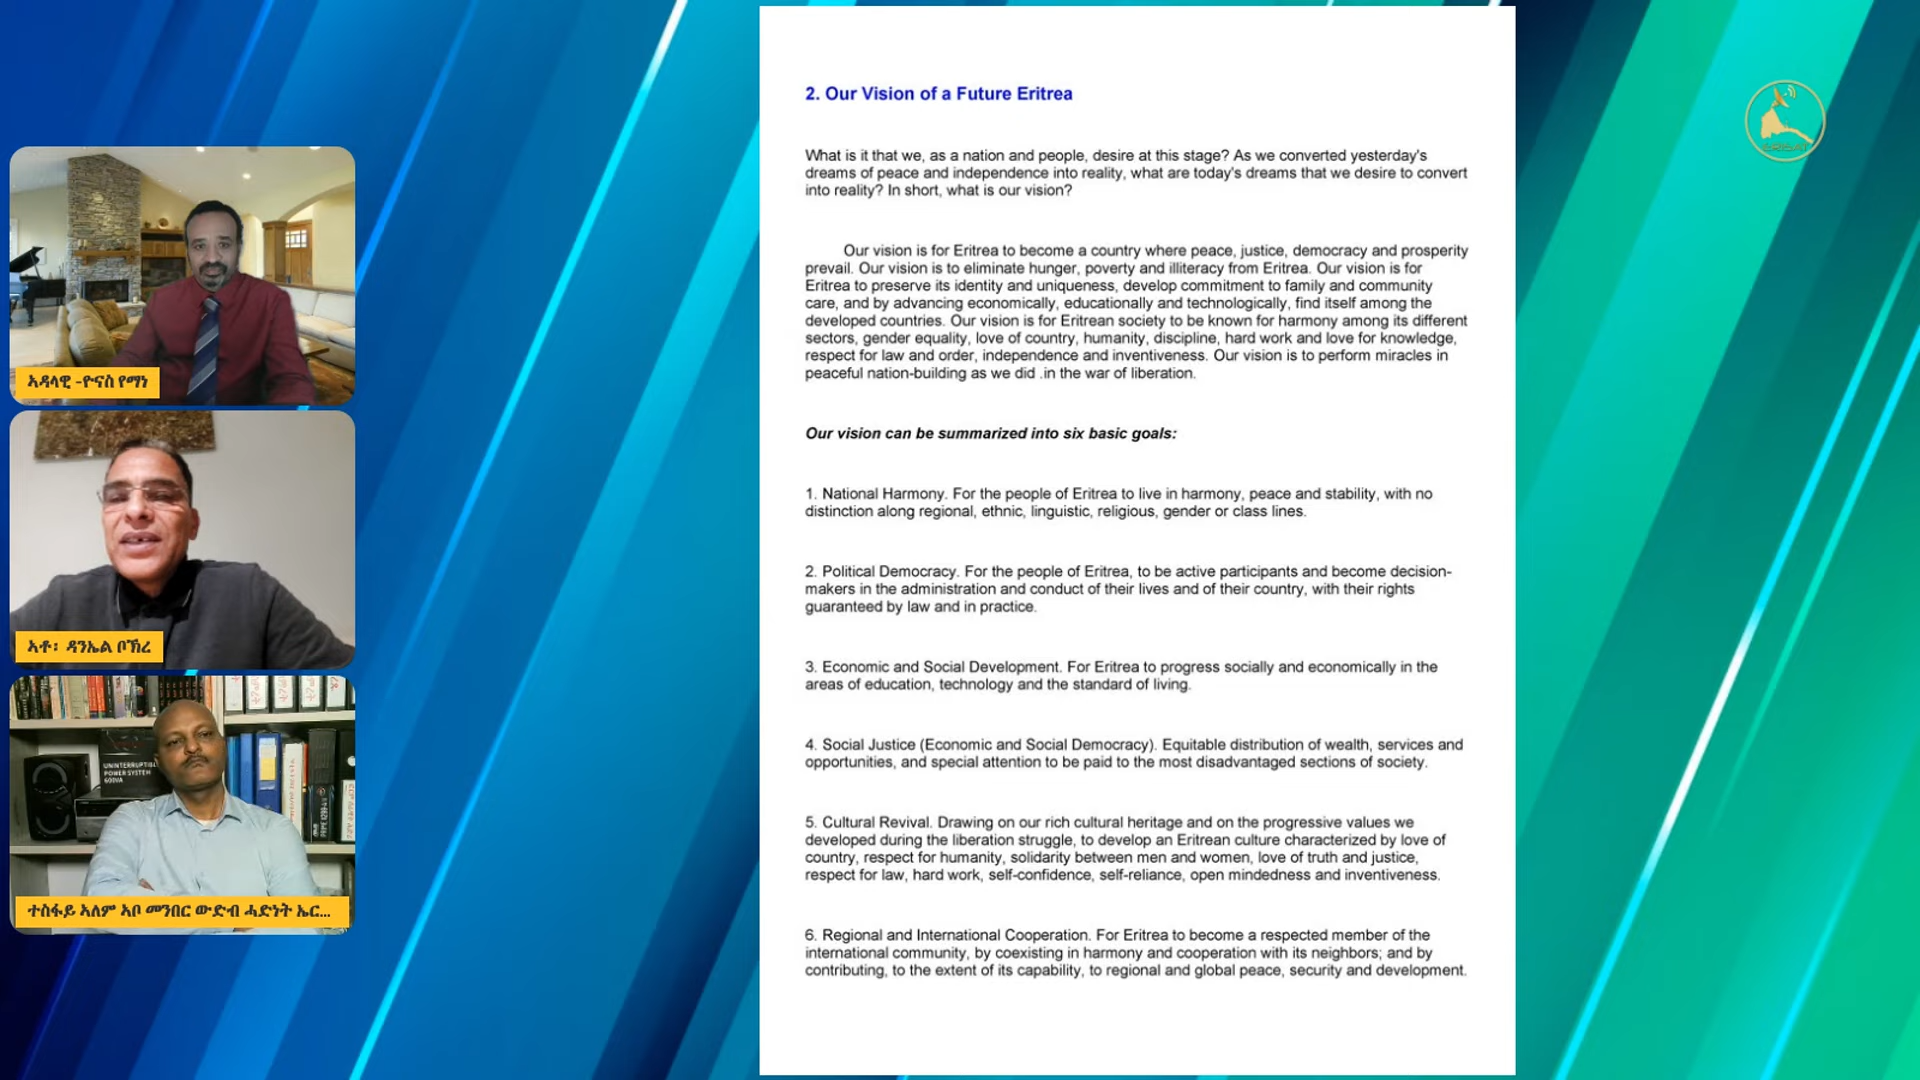 2. Our Vision of a Future Eritrea
What is it that we, as a nation and people, desire at this stage? As we converted yesterday's
dreams of peace and independence into reality, what are today's dreams that we desire to convert
into reality? In short, what is our vision?
Our vision is for Eritrea to become a country where peace, justice, democracy and prosperity
prevail. Our vision is to eliminate hunger, poverty and illiteracy from Eritrea. Our vision is for
Eritrea to preserve its identity and uniqueness, develop commitment to family and community
care, and by advancing economically, educationally and technologically, find itself among the
developed countries. Our vision is for Eritrean society to be known for harmony among its different
sectors, gender equality, love of country, humanity, discipline, hard work and love for knowledge,
respect for law and order, independence and inventiveness. Our vision is to perform miracles in
peaceful nation-building as we did .in the war of liberation.
Our vision can be summarized into six basic goals:
1. National Harmony. For the people of Eritrea to live in harmony, peace and stability, with no
distinction along regional, ethnic, linguistic, religious, gender or class lines.
2. Political Democracy. For the people of Eritrea, to be active participants and become decision-
makers in the administration and conduct of their lives and of their country, with their rights
guaranteed by law and in practice.
3. Economic and Social Development. For Eritrea to progress socially and economically in the
areas of education, technology and the standard of living.
4. Social Justice (Economic and Social Democracy). Equitable distribution of wealth, services and
opportunities, and special attention to be paid to the most disadvantaged sections of society.
5. Cultural Revival. Drawing on our rich cultural heritage and on the progressive values we
developed during the liberation struggle, to develop an Eritrean culture characterized by love of
country, respect for humanity, solidarity between men and women, love of truth and justice,
respect for law, hard work, self-confidence, self-reliance, open mindedness and inventiveness.
6. Regional and International Cooperation. For Eritrea to become a respected member of the
international community, by coexisting in harmony and cooperation with its neighbors; and by
contributing, to the extent of its capability, to regional and global peace, security and development.
ኣዳላዊ -ዮናስ የማነ
ኣቶ፡ ዳንኤል ቦኽረ
UNINTERRUPTIBLE
POWER SYSTEM
600VA
ተስፋይ ኣለም ኣቦ መንበር ውድብ ሓድነት ኤር...